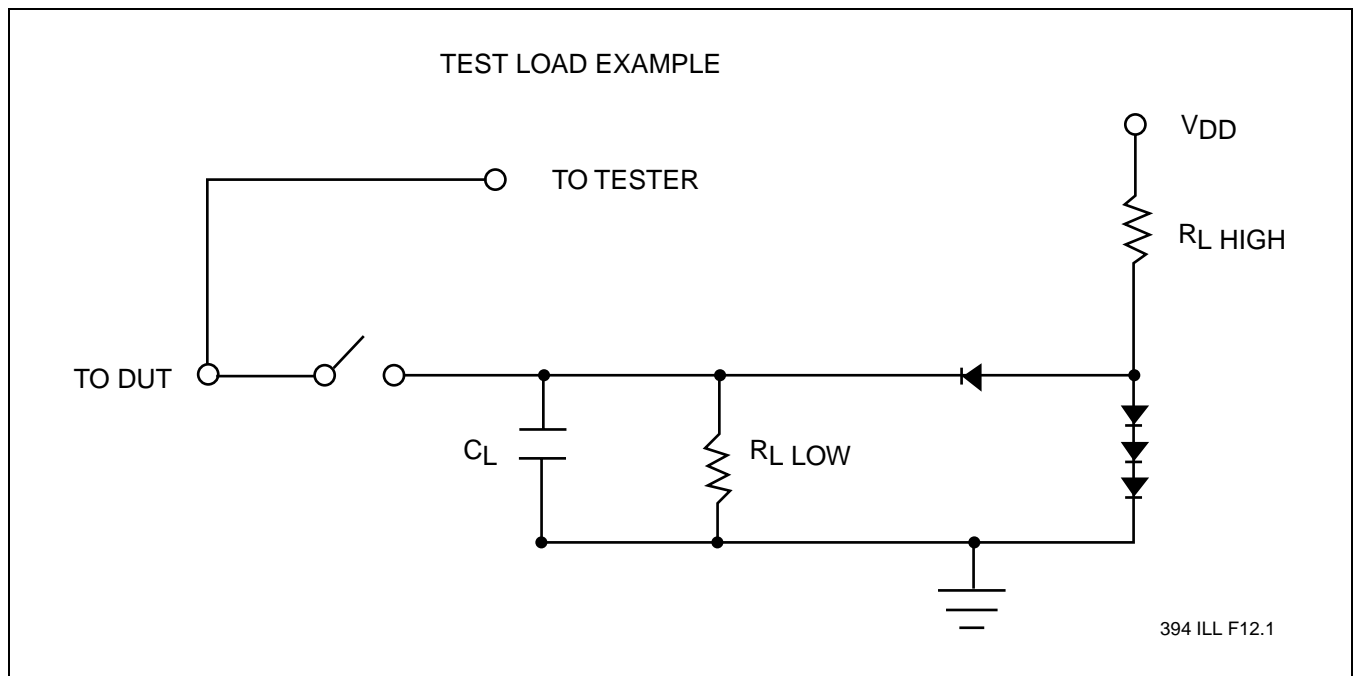 TEST LOAD EXAMPLE
VDD
TO TESTER
RL HIGH
TO DUT
CL
RL LOW
394 ILL F12.1